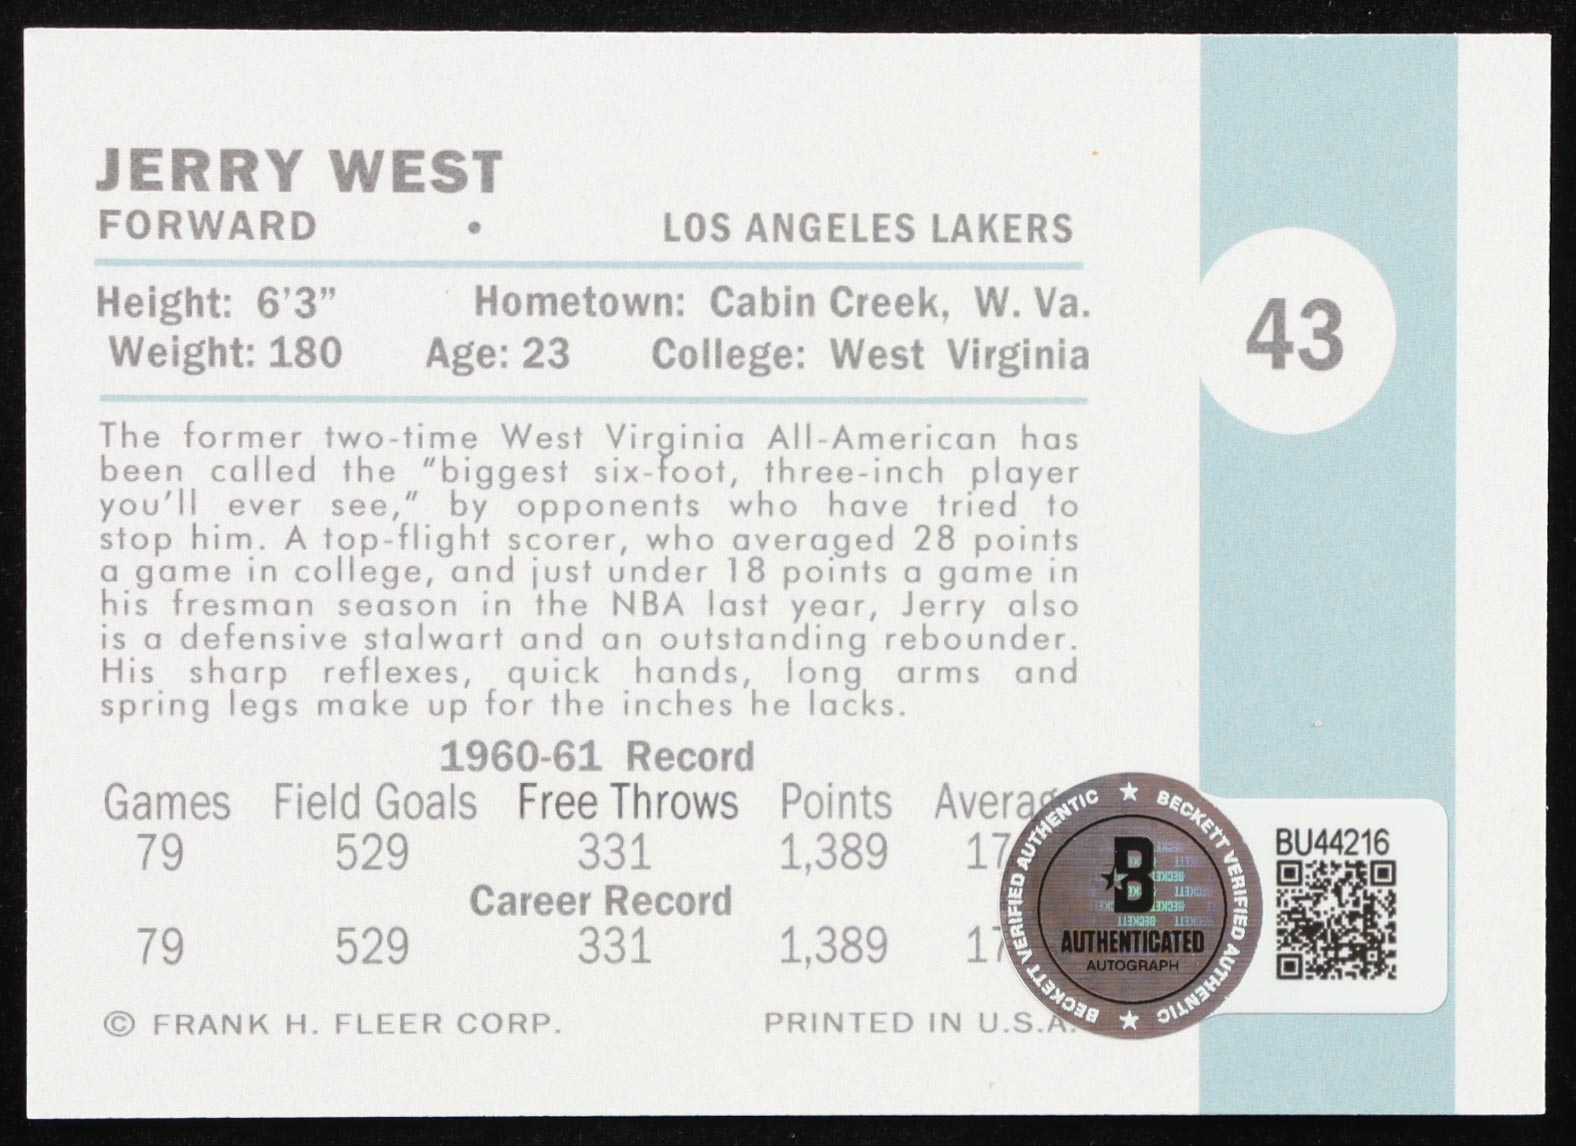 JERRY WEST
FORWARD • LOS ANGELES LAKERS
Height: 6'3" Hometown: Cabin Creek, W. Va.
Weight: 180 Age: 23 College: West Virginia
43
The former two-time West Virginia All-American has
been called the "biggest six-foot, three-inch player
you'll ever see," by opponents who have tried to
stop him. A top-flight scorer, who averaged 28 points
a game in college, and just under 18 points a game in
his fresman season in the NBA last year, Jerry also
is a defensive stalwart and an outstanding rebounder.
His sharp reflexes, quick hands, long arms and
spring legs make up for the inches he lacks.
1960-61 Record
Games Field Goals Free Throws Points Averag
79 529 331 1,389 17
Career Record
79 529 331 1,389 17
© FRANK H. FLEER CORP. PRINTED IN U.S.A.
BECKETT VERIFIED AUTHENTIC ★ BECKETT VERIFIED AUTHENTIC ★
B
BECKETT
AUTHENTICATED
AUTOGRAPH
BU44216